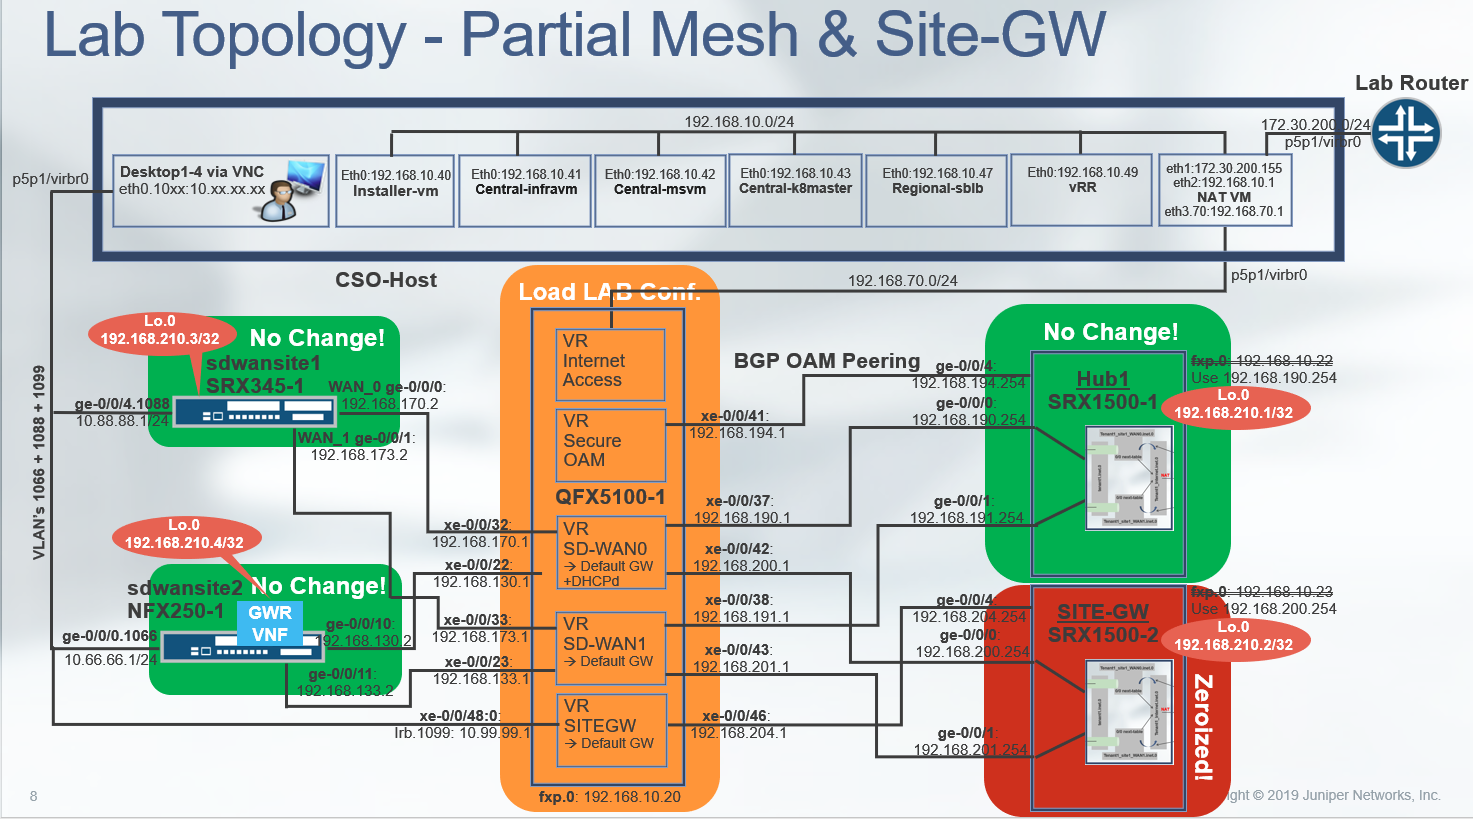 Lab Topology - Partial Mesh & Site-GW
Lab Router
192.168.10.0/24
172.30.200.0/24
p5p1/virbr0
p5p1/virbr0
Desktop1-4 via VNC
eth0.10xx:10.xx.xx.xx
Eth0:192.168.10.40
Installer-vm
Eth0:192.168.10.41
Central-infravm
Eth0:192.168.10.42
Central-msvm
Eth0:192.168.10.43
Central-k8master
Eth0:192.168.10.47
Regional-sblb
Eth0:192.168.10.49
vRR
eth1:172.30.200.155
eth2:192.168.10.1
NAT VM
eth3.70:192.168.70.1
CSO-Host
192.168.70.0/24
p5p1/virbr0
VLAN's 1066 + 1088 + 1099
Lo.0
192.168.210.3/32
No Change!
sdwansite1
SRX345-1
WAN_0 ge-0/0/0:
192.168.170.2
ge-0/0/4.1088
10.88.88.1/24
WAN_1 ge-0/0/1:
192.168.173.2
Lo.0
192.168.210.4/32
No Change!
sdwansite2
NFX250-1
GWR
VNF
ge-0/0/10:
192.168.130.2
ge-0/0/0.1066
10.66.66.1/24
ge-0/0/11:
192.168.133.2
Load LAB Conf.
VR
Internet
Access
VR
Secure
OAM
QFX5100-1
VR
SD-WAN0
→ Default GW
+DHCPd
VR
SD-WAN1
→ Default GW
VR
SITEGW
→ Default GW
fxp.0: 192.168.10.20
xe-0/0/32:
192.168.170.1
xe-0/0/22:
192.168.130.1
xe-0/0/33:
192.168.173.1
xe-0/0/23:
192.168.133.1
xe-0/0/48:0:
Irb.1099: 10.99.99.1
BGP OAM Peering
xe-0/0/41:
192.168.194.1
xe-0/0/37:
192.168.190.1
xe-0/0/42:
192.168.200.1
xe-0/0/38:
192.168.191.1
xe-0/0/43:
192.168.201.1
xe-0/0/46:
192.168.204.1
No Change!
ge-0/0/4:
192.168.194.254
ge-0/0/0:
192.168.190.254
ge-0/0/1:
192.168.191.254
Hub1
SRX1500-1
fxp.0: 192.168.10.22
Use 192.168.190.254
Lo.0
192.168.210.1/32
ge-0/0/4:
192.168.204.254
ge-0/0/0:
192.168.200.254
ge-0/0/1:
192.168.201.254
SITE-GW
SRX1500-2
fxp.0: 192.168.10.23
Use 192.168.200.254
Lo.0
192.168.210.2/32
Zeroized!
8
ght © 2019 Juniper Networks, Inc.